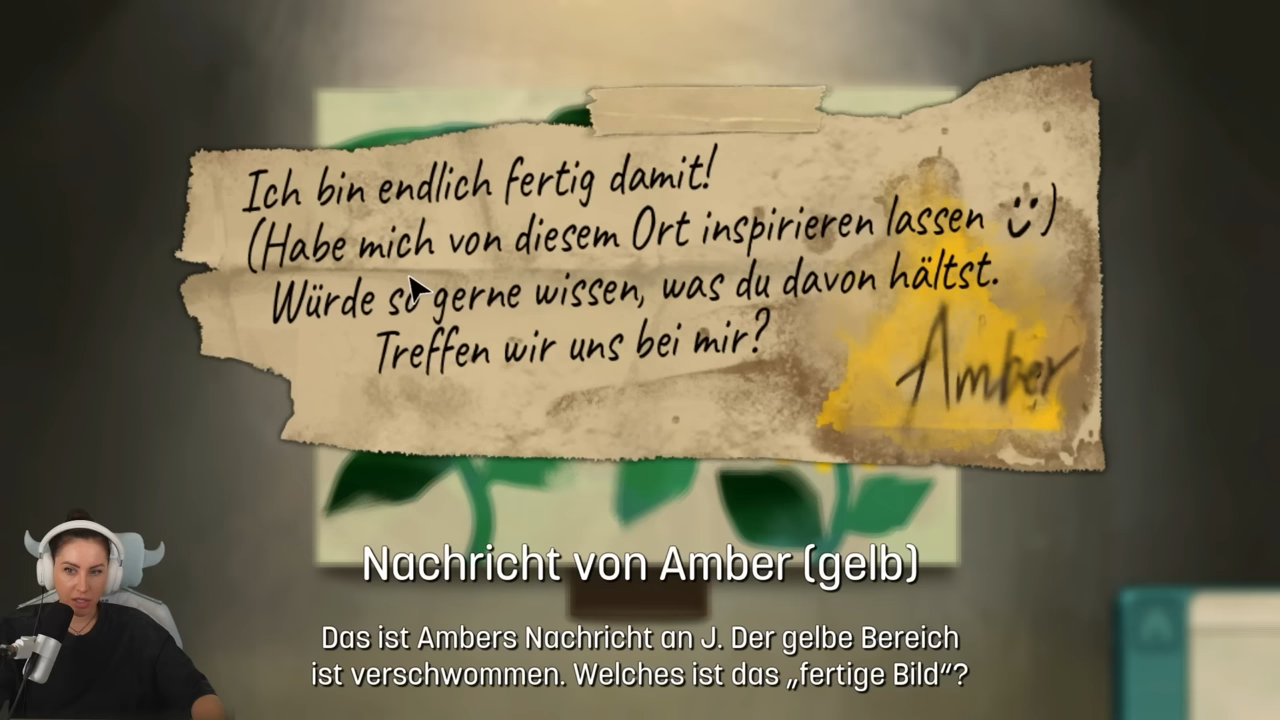 Ich bin endlich fertig damit!
(Habe mich von diesem Ort inspirieren lassen :))
Würde so gerne wissen, was du davon hältst.
Treffen wir uns bei mir?
Amber
Nachricht von Amber (gelb)
Das ist Ambers Nachricht an J. Der gelbe Bereich
ist verschwommen. Welches ist das „fertige Bild“?